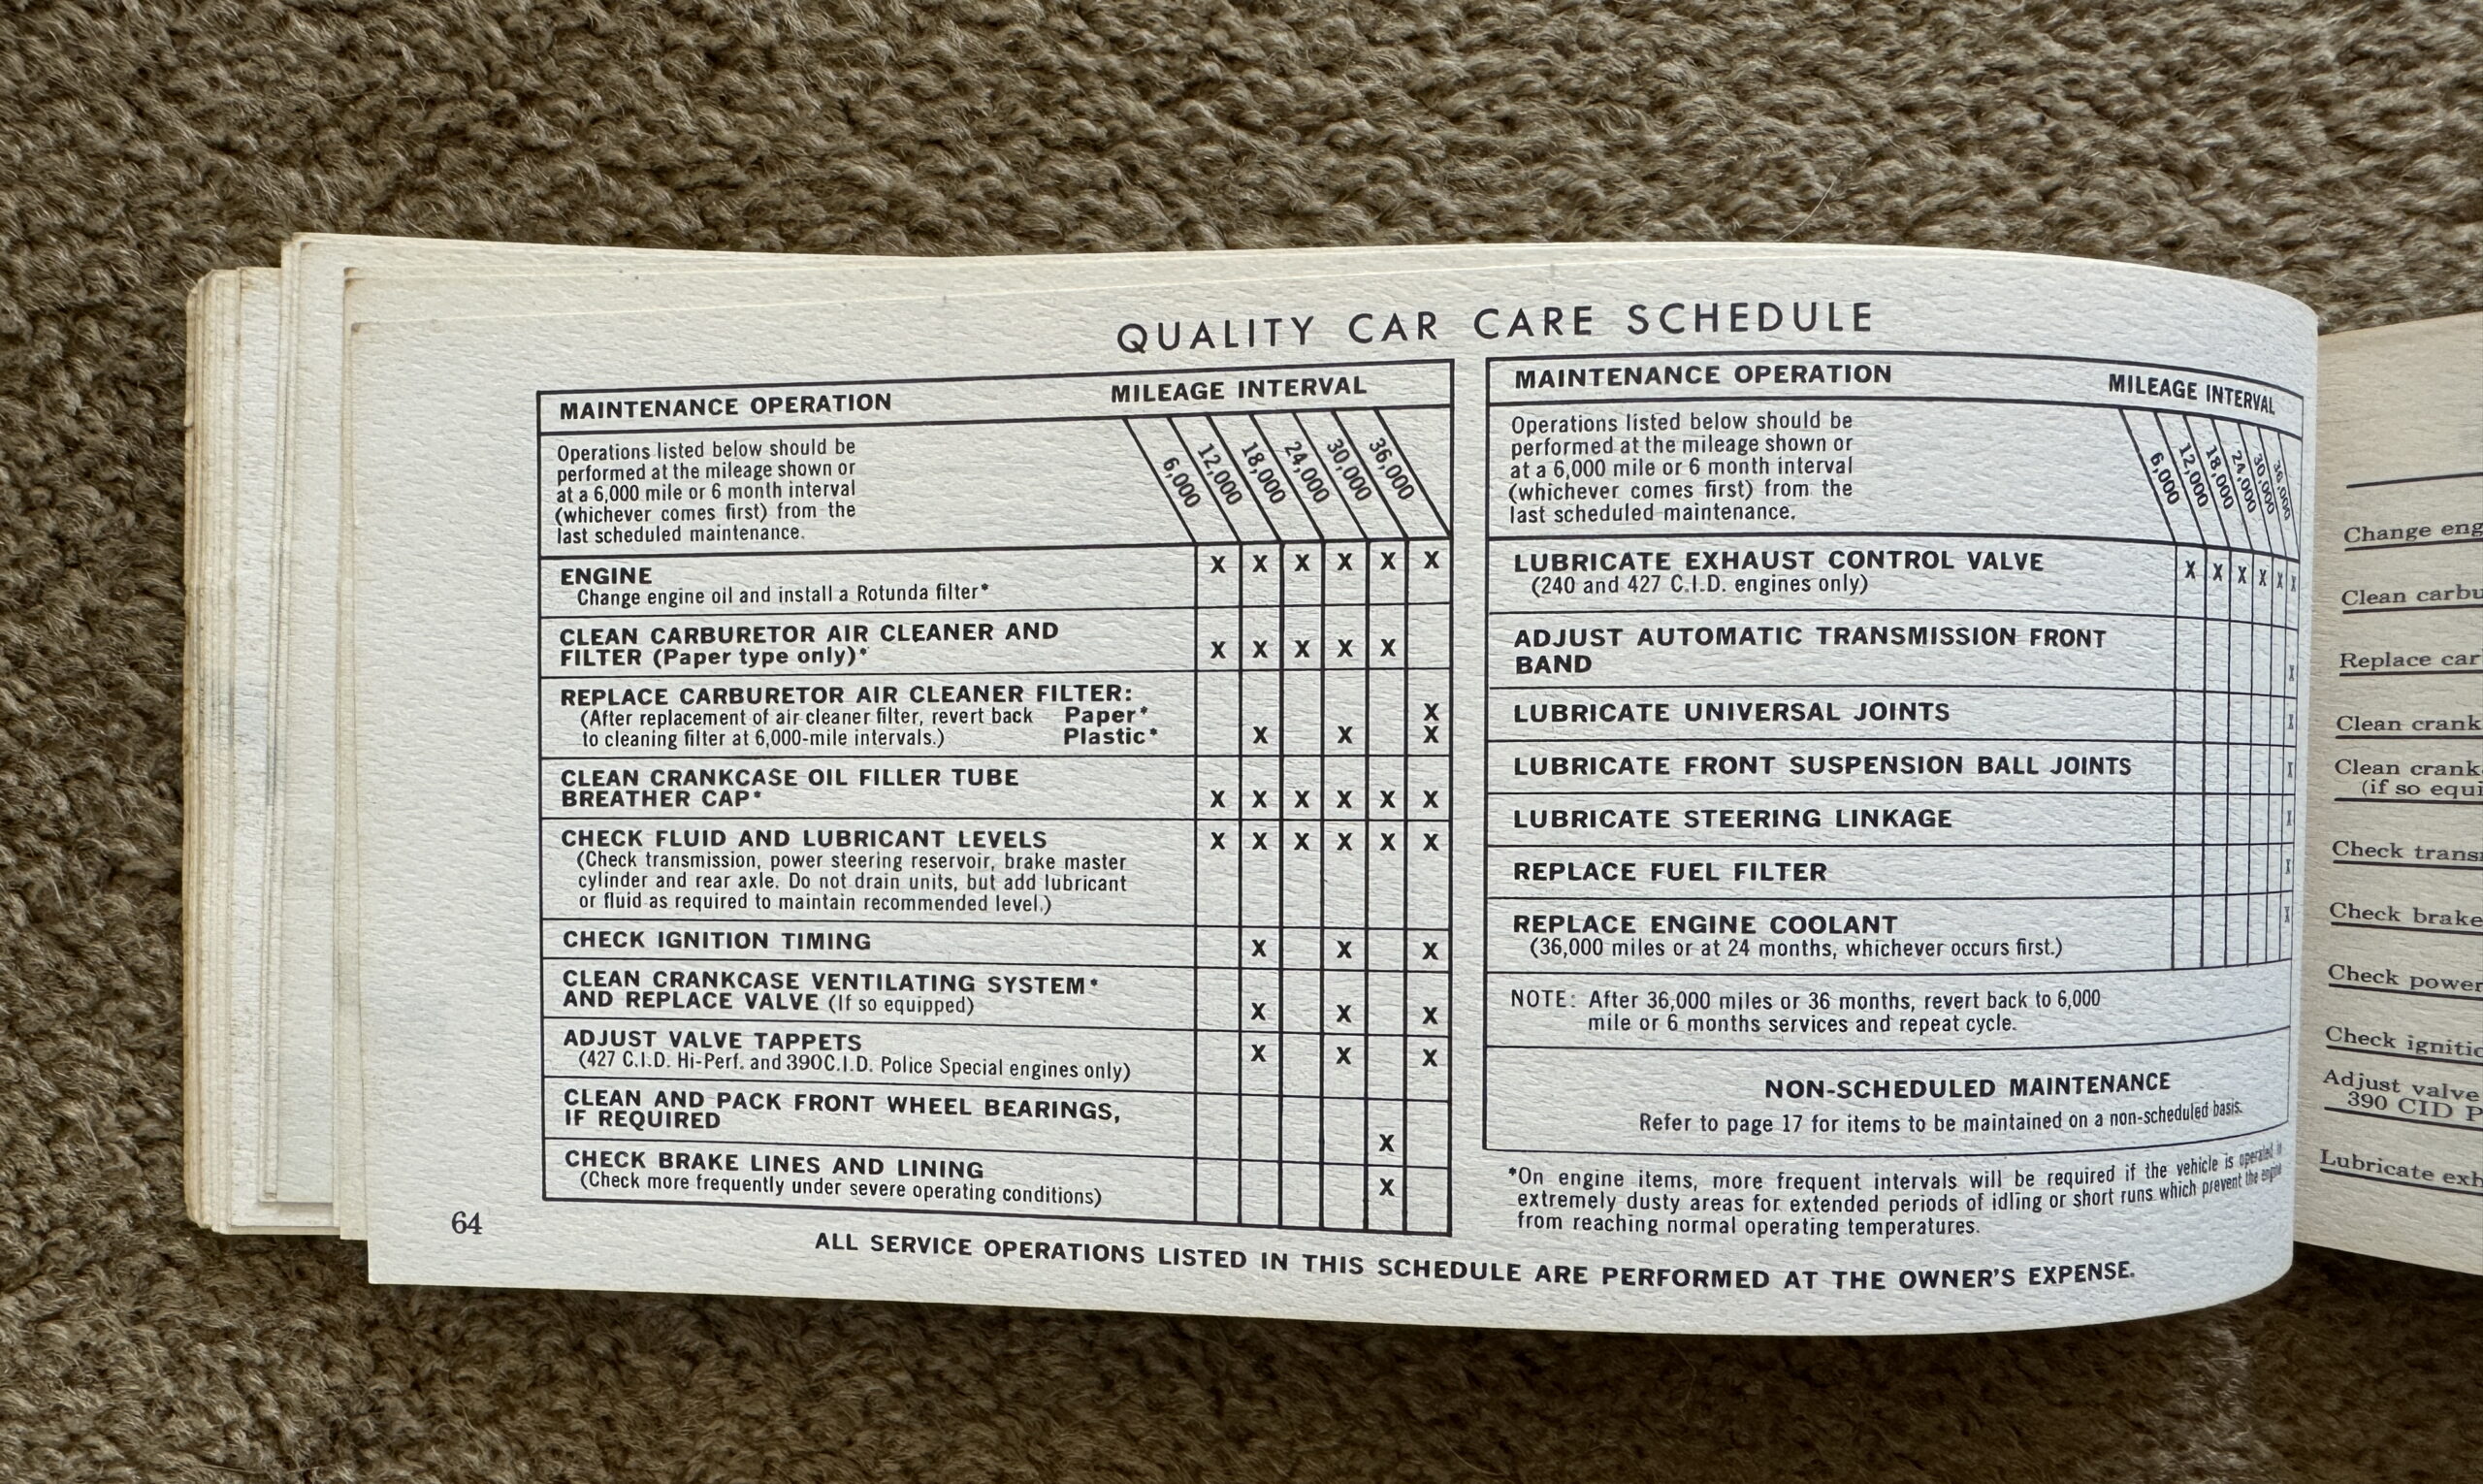 QUALITY CAR CARE SCHEDULE
MAINTENANCE OPERATION MILEAGE INTERVAL
Operations listed below should be
performed at the mileage shown or
at a 6,000 mile or 6 month interval
(whichever comes first) from the
last scheduled maintenance.
6,000 12,000 18,000 24,000 30,000 36,000
ENGINE X X X X X X
Change engine oil and install a Rotunda filter*
CLEAN CARBURETOR AIR CLEANER AND
FILTER (Paper type only)* X X X X X
REPLACE CARBURETOR AIR CLEANER FILTER:
(After replacement of air cleaner filter, revert back Paper* X
to cleaning filter at 6,000-mile intervals.) Plastic* X X X
CLEAN CRANKCASE OIL FILLER TUBE
BREATHER CAP* X X X X X X
CHECK FLUID AND LUBRICANT LEVELS X X X X X X
(Check transmission, power steering reservoir, brake master
cylinder and rear axle. Do not drain units, but add lubricant
or fluid as required to maintain recommended level.)
CHECK IGNITION TIMING X X X
CLEAN CRANKCASE VENTILATING SYSTEM*
AND REPLACE VALVE (If so equipped) X X X
ADJUST VALVE TAPPETS X X X
(427 C.I.D. Hi-Perf. and 390C.I.D. Police Special engines only)
CLEAN AND PACK FRONT WHEEL BEARINGS,
IF REQUIRED X
CHECK BRAKE LINES AND LINING
(Check more frequently under severe operating conditions) X
MAINTENANCE OPERATION MILEAGE INTERVAL
Operations listed below should be
performed at the mileage shown or
at a 6,000 mile or 6 month interval
(whichever comes first) from the
last scheduled maintenance.
6,000 12,000 18,000 24,000 30,000 36,000
LUBRICATE EXHAUST CONTROL VALVE X X X X X X
(240 and 427 C.I.D. engines only)
ADJUST AUTOMATIC TRANSMISSION FRONT
BAND X
LUBRICATE UNIVERSAL JOINTS X
LUBRICATE FRONT SUSPENSION BALL JOINTS X
LUBRICATE STEERING LINKAGE X
REPLACE FUEL FILTER X
REPLACE ENGINE COOLANT X
(36,000 miles or at 24 months, whichever occurs first.)
NOTE: After 36,000 miles or 36 months, revert back to 6,000
mile or 6 months services and repeat cycle.
NON-SCHEDULED MAINTENANCE
Refer to page 17 for items to be maintained on a non-scheduled basis.
*On engine items, more frequent intervals will be required if the vehicle is operated in
extremely dusty areas for extended periods of idling or short runs which prevent the engine
from reaching normal operating temperatures.
64
ALL SERVICE OPERATIONS LISTED IN THIS SCHEDULE ARE PERFORMED AT THE OWNER'S EXPENSE.
Change eng
Clean carbu
Replace car
Clean crank
Clean crank
(if so equi
Check trans
Check brake
Check power
Check igniti
Adjust valve
390 CID P
Lubricate exh